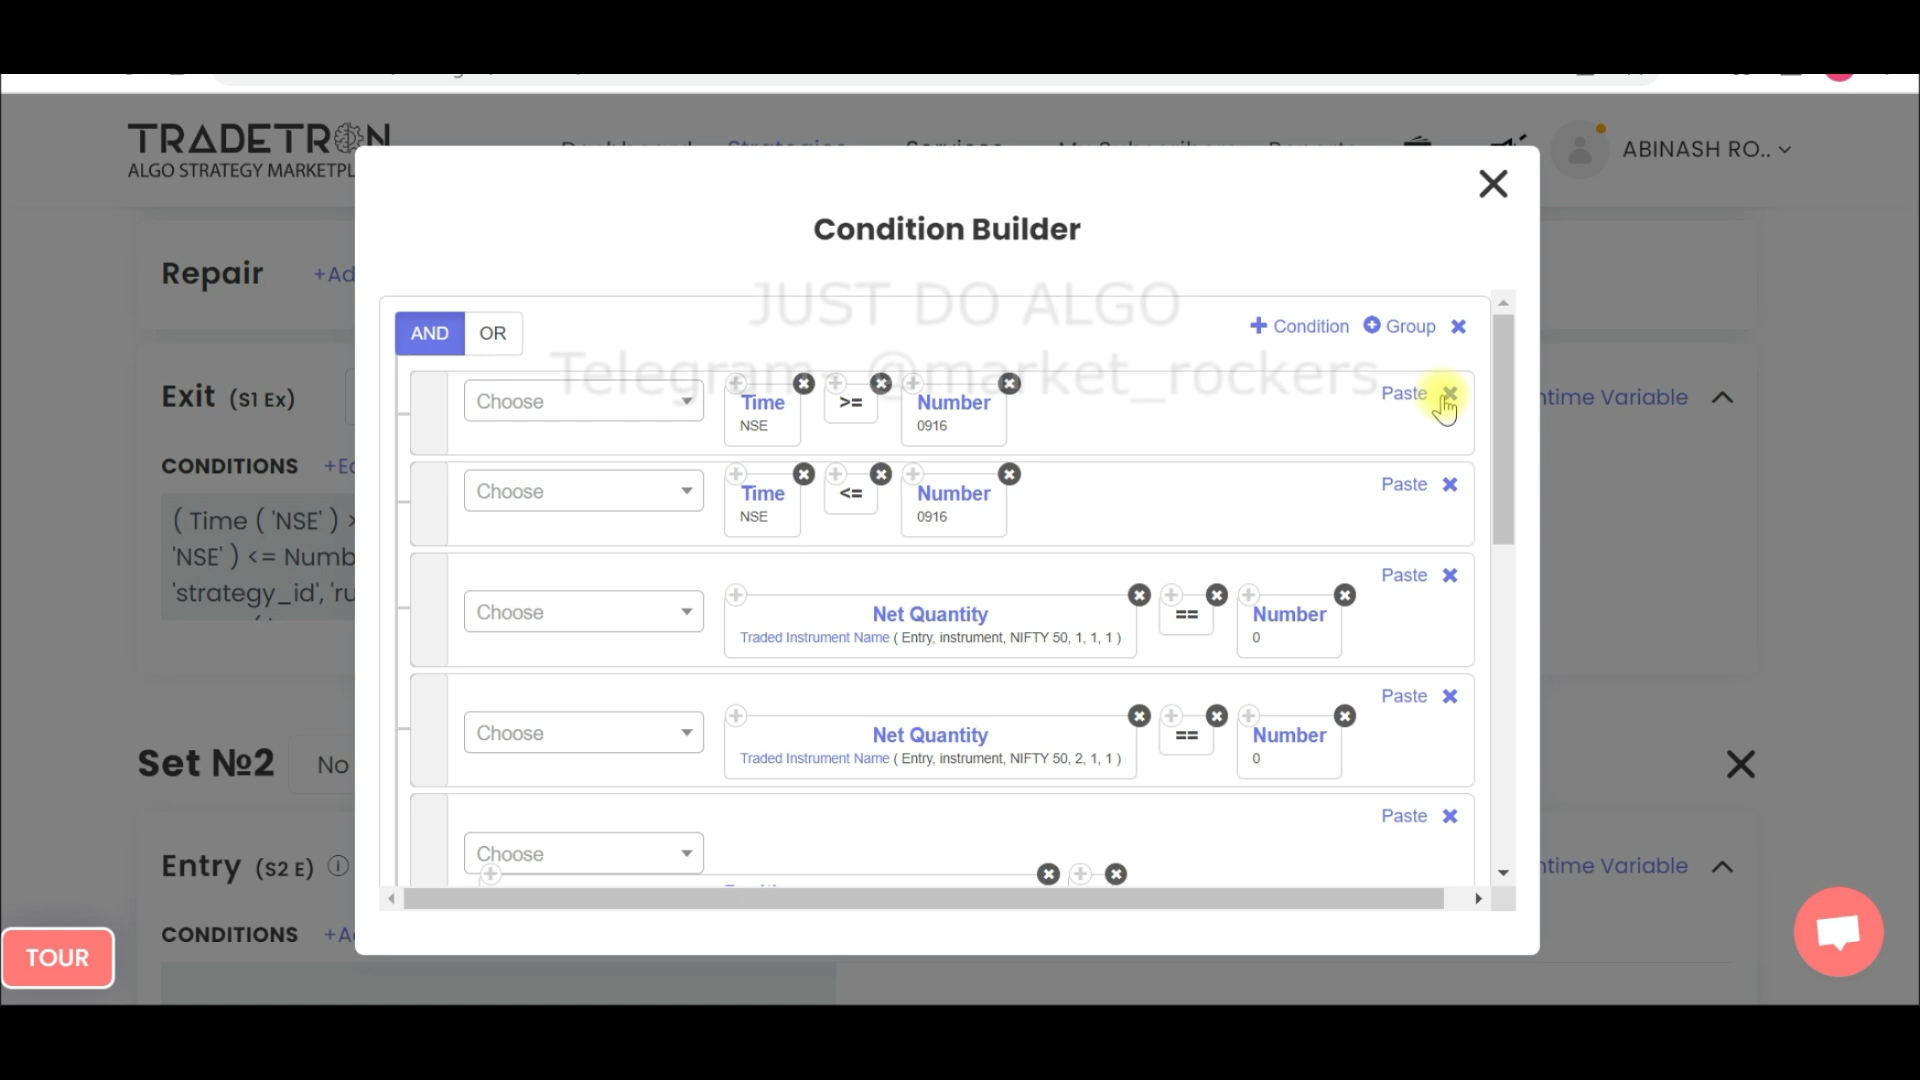 TRADETRON
ALGO STRATEGY MARKETPL
ABINASH RO..
Condition Builder
JUST DO ALGO
Telegram @market_rockers
Repair
+Ad
AND
OR
+ Condition
Group
Choose
Time
NSE
>=
Number
0916
Paste
Exit (S1 Ex)
ntime Variable
CONDITIONS
+Ed
Choose
Time
NSE
<=
Number
0916
Paste
( Time ( 'NSE' ) >
'NSE' ) <= Numb
'strategy_id', 'ru
Choose
Net Quantity
Traded Instrument Name ( Entry, instrument, NIFTY 50, 1, 1, 1 )
==
Number
0
Paste
Choose
Net Quantity
Traded Instrument Name ( Entry, instrument, NIFTY 50, 2, 1, 1 )
==
Number
0
Paste
Set №2
No
Choose
Paste
Entry (S2 E)
ntime Variable
CONDITIONS
+A
TOUR